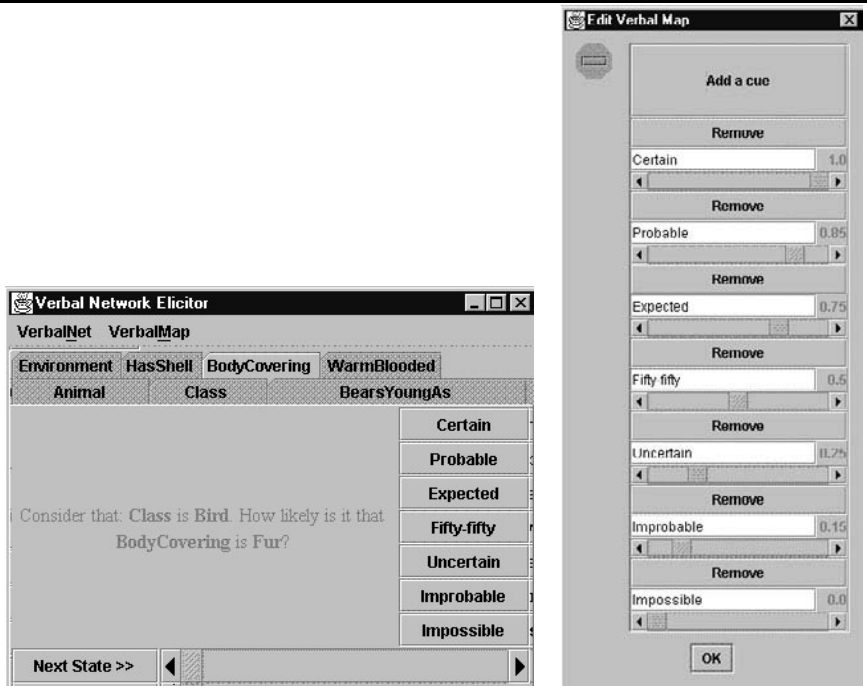 Verbal Network Elicitor
VerbalNet VerbalMap
Environment HasShell BodyCovering WarmBlooded
Animal Class BearsYoungAs
Consider that: Class is Bird. How likely is it that
BodyCovering is Fur?
Certain
Probable
Expected
Fifty-fifty
Uncertain
Improbable
Impossible
Next State >>
Edit Verbal Map
Add a cue
Remove
Certain 1.0
Remove
Probable 0.85
Remove
Expected 0.75
Remove
Fifty-fifty 0.5
Remove
Uncertain 0.25
Remove
Improbable 0.15
Remove
Impossible 0.0
OK